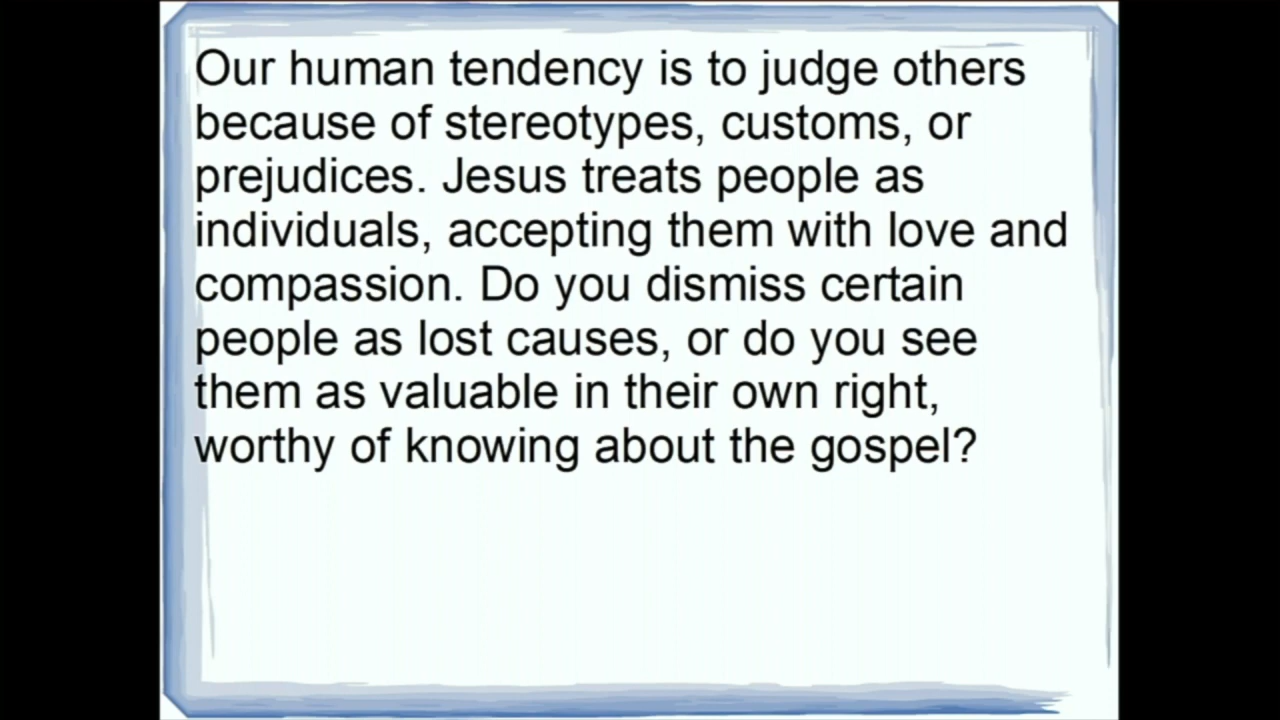 Our human tendency is to judge others
because of stereotypes, customs, or
prejudices. Jesus treats people as
individuals, accepting them with love and
compassion. Do you dismiss certain
people as lost causes, or do you see
them as valuable in their own right,
worthy of knowing about the gospel?